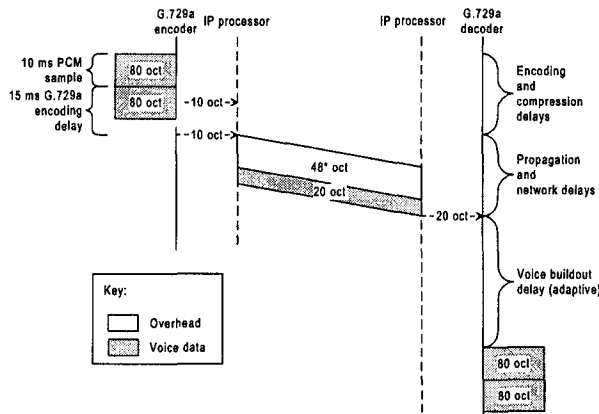 G.729a
encoder
IP processor
IP processor
G.729a
decoder
10 ms PCM
sample
80 oct
15 ms G.729a
encoding
delay
80 oct
10 oct
10 oct
48* oct
20 oct
20 oct
Encoding
and
compression
delays
Propagation
and
network delays
Voice buildout
delay (adaptive)
Key:
Overhead
Voice data
80 oct
80 oct